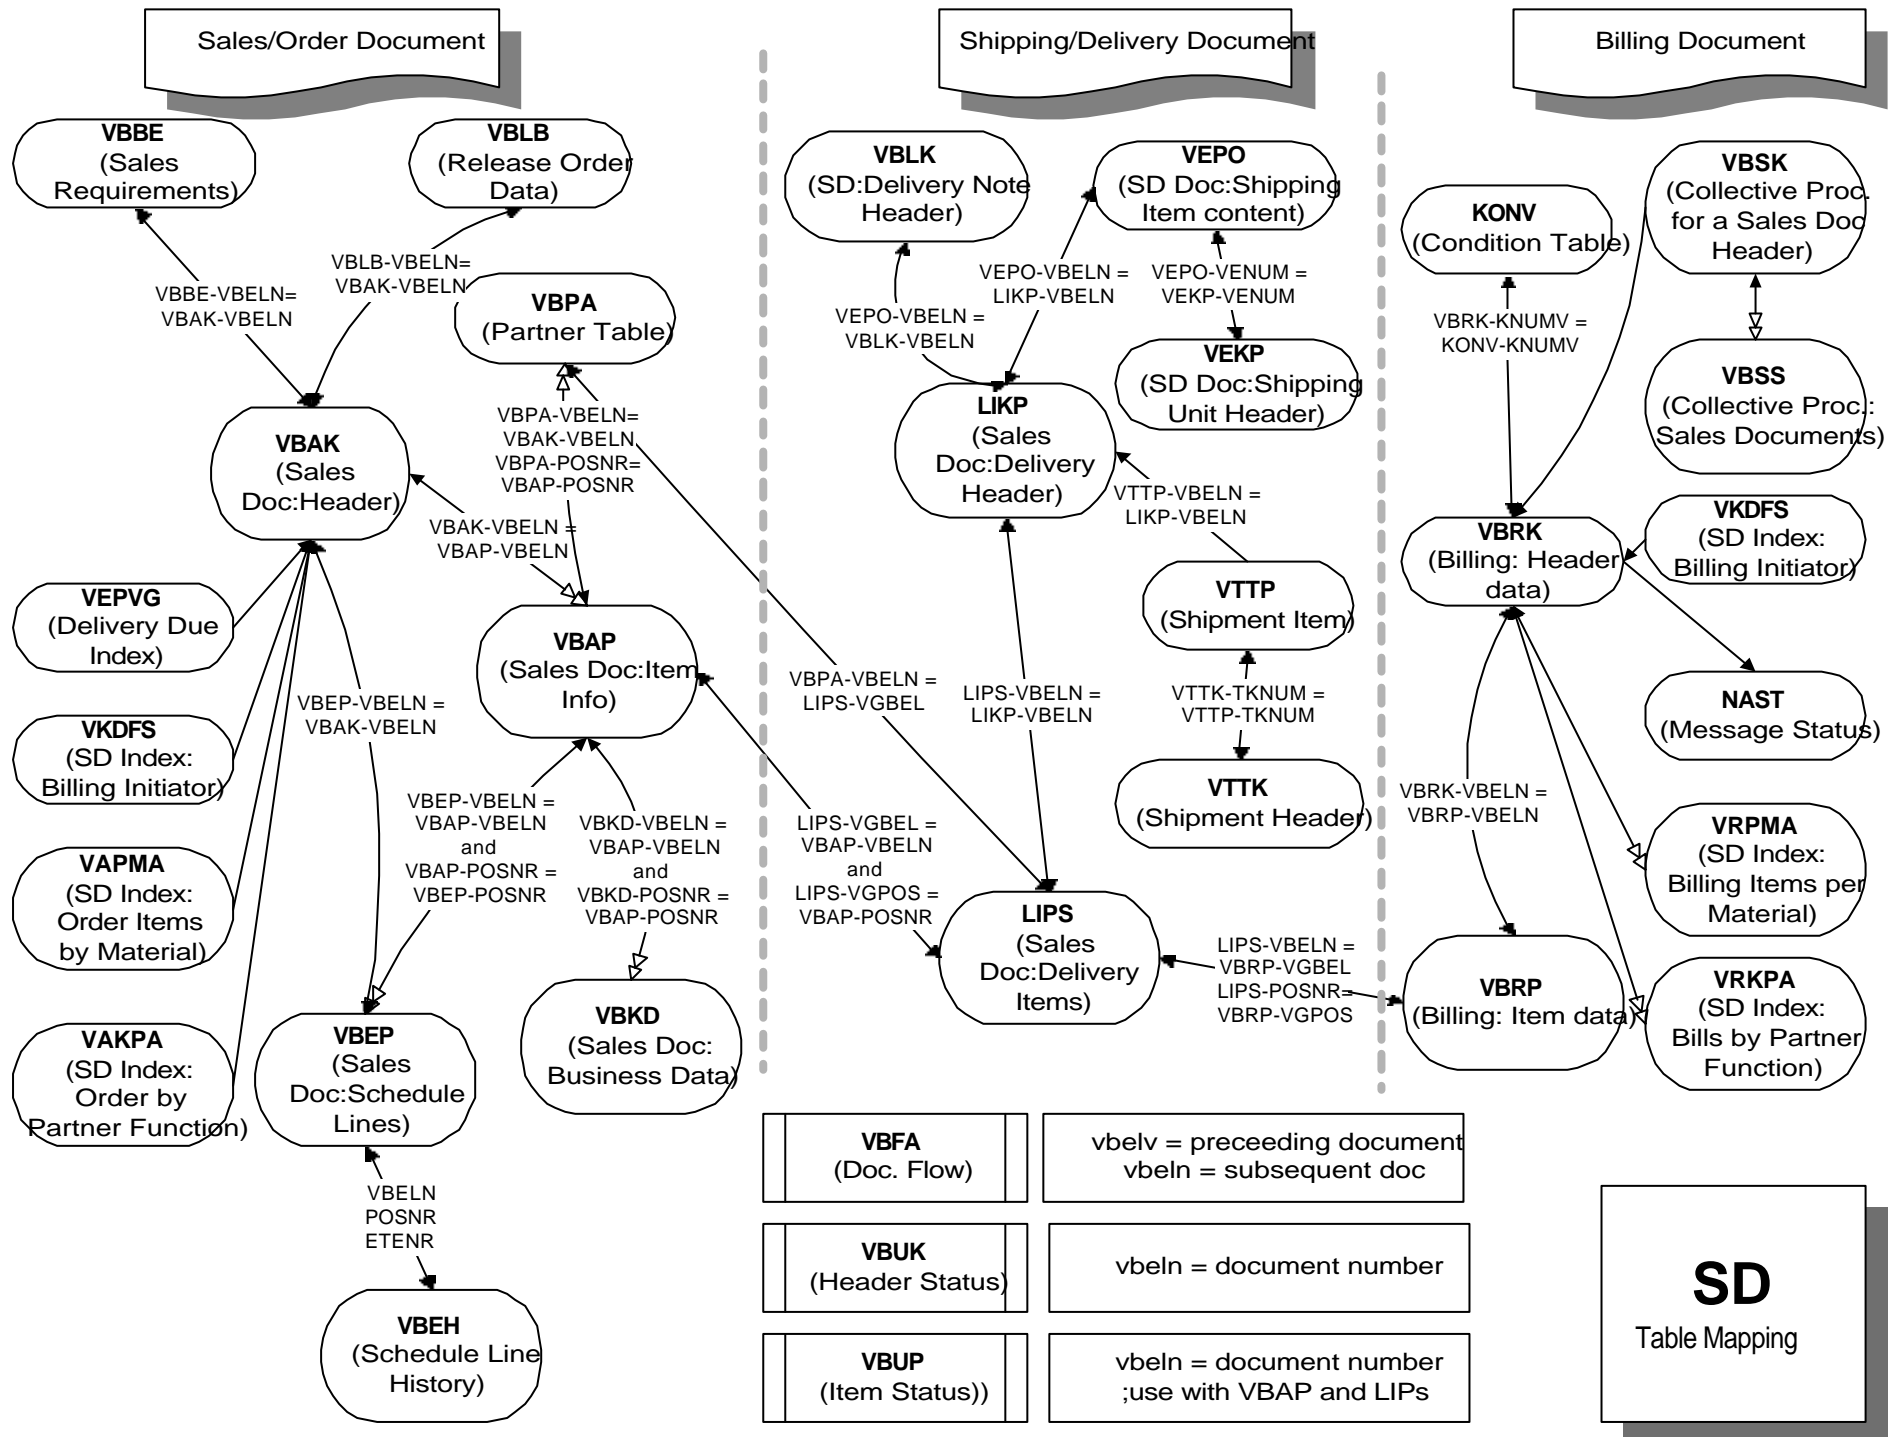 Sales/Order Document
Shipping/Delivery Document
Billing Document
VBBE
(Sales
Requirements)
VBLB
(Release Order
Data)
VBLB-VBELN=
VBAK-VBELN
VBBE-VBELN=
VBAK-VBELN
VBPA
(Partner Table)
VBPA-VBELN=
VBAK-VBELN
VBPA-POSNR=
VBAP-POSNR
VBAK
(Sales
Doc:Header)
VBAK-VBELN =
VBAP-VBELN
VEPVG
(Delivery Due
Index)
VBAP
(Sales Doc:Item
Info)
VBEP-VBELN =
VBAK-VBELN
VKDFS
(SD Index:
Billing Initiator)
VBEP-VBELN =
VBAP-VBELN
and
VBAP-POSNR =
VBEP-POSNR
VBKD-VBELN =
VBAP-VBELN
and
VBKD-POSNR =
VBAP-POSNR
VAPMA
(SD Index:
Order Items
by Material)
VAKPA
(SD Index:
Order by
Partner Function)
VBEP
(Sales
Doc:Schedule
Lines)
VBKD
(Sales Doc:
Business Data)
VBELN
POSNR
ETENR
VBEH
(Schedule Line
History)
VBLK
(SD:Delivery Note
Header)
VEPO
(SD Doc:Shipping
Item content)
VEPO-VBELN =
LIKP-VBELN
VEPO-VENUM =
VEKP-VENUM
VEPO-VBELN =
VBLK-VBELN
VEKP
(SD Doc:Shipping
Unit Header)
LIKP
(Sales
Doc:Delivery
Header)
VTTP-VBELN =
LIKP-VBELN
VTTP
(Shipment Item)
VBPA-VBELN =
LIPS-VGBEL
LIPS-VBELN =
LIKP-VBELN
VTTK-TKNUM =
VTTP-TKNUM
VTTK
(Shipment Header)
LIPS-VGBEL =
VBAP-VBELN
and
LIPS-VGPOS =
VBAP-POSNR
LIPS
(Sales
Doc:Delivery
Items)
LIPS-VBELN =
VBRP-VGBEL
LIPS-POSNR=
VBRP-VGPOS
KONV
(Condition Table)
VBSK
(Collective Proc.
for a Sales Doc
Header)
VBRK-KNUMV =
KONV-KNUMV
VBSS
(Collective Proc.:
Sales Documents)
VBRK
(Billing: Header
data)
VKDFS
(SD Index:
Billing Initiator)
NAST
(Message Status)
VBRK-VBELN =
VBRP-VBELN
VRPMA
(SD Index:
Billing Items per
Material)
VBRP
(Billing: Item data)
VRKPA
(SD Index:
Bills by Partner
Function)
VBFA
(Doc. Flow)
vbelv = preceeding document
vbeln = subsequent doc
VBUK
(Header Status)
vbeln = document number
VBUP
(Item Status))
vbeln = document number
;use with VBAP and LIPs
SD
Table Mapping